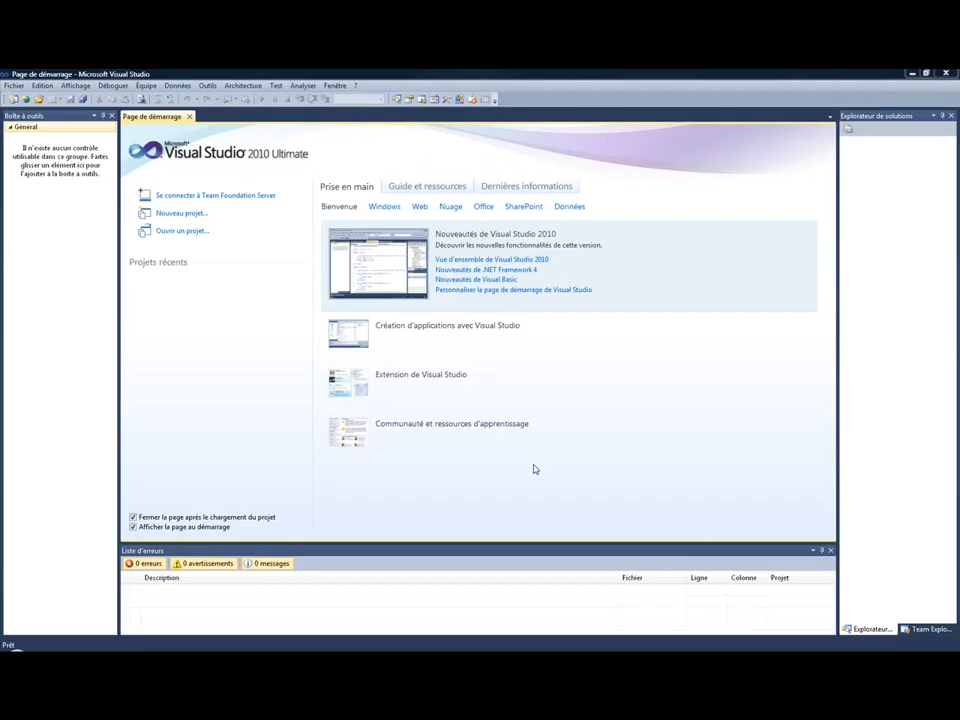 Page de démarrage - Microsoft Visual Studio
Fichier Edition Affichage Déboguer Équipe Données Outils Architecture Test Analyser Fenêtre ?
Boîte à outils
Général
Il n'existe aucun contrôle
utilisable dans ce groupe. Faites
glisser un élément ici pour
l'ajouter à la boîte à outils.
Page de démarrage
Microsoft
Visual Studio 2010 Ultimate
Se connecter à Team Foundation Server
Nouveau projet...
Ouvrir un projet...
Projets récents
Fermer la page après le chargement du projet
Afficher la page au démarrage
Prise en main Guide et ressources Dernières informations
Bienvenue Windows Web Nuage Office SharePoint Données
Nouveautés de Visual Studio 2010
Découvrir les nouvelles fonctionnalités de cette version.
Vue d'ensemble de Visual Studio 2010
Nouveautés de .NET Framework 4
Nouveautés de Visual Basic
Personnaliser la page de démarrage de Visual Studio
Création d'applications avec Visual Studio
Extension de Visual Studio
Communauté et ressources d'apprentissage
Explorateur de solutions
Explorateur... Team Explo...
Liste d'erreurs
0 erreurs 0 avertissements 0 messages
Description Fichier Ligne Colonne Projet
Prêt